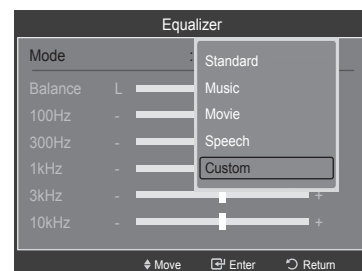 Equalizer
Mode :
Standard
Music
Movie
Speech
Custom
Balance L
100Hz -
300Hz -
1kHz -
3kHz - +
10kHz - +
Move Enter Return